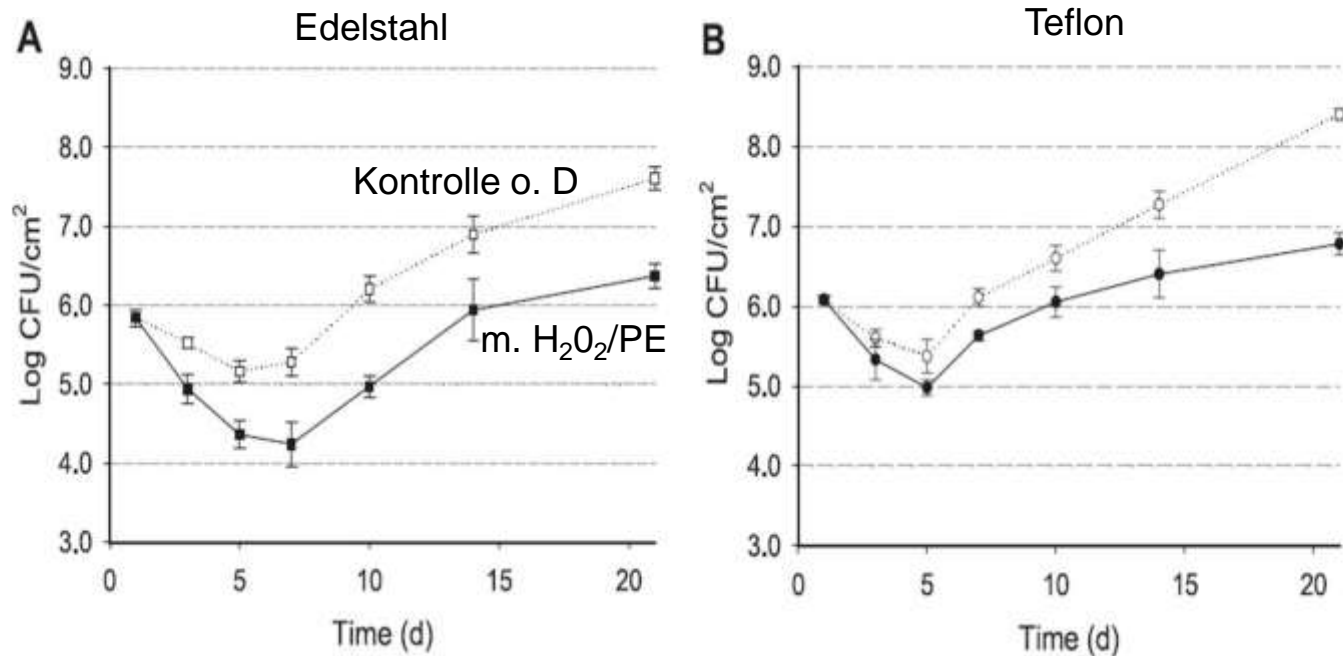 A
Edelstahl
9.0
8.0
7.0
6.0
5.0
4.0
3.0
Log CFU/cm²
Kontrolle o. D
m. H₂0₂/PE
0 5 10 15 20
Time (d)
B
Teflon
9.0
8.0
7.0
6.0
5.0
4.0
3.0
Log CFU/cm²
0 5 10 15 20
Time (d)